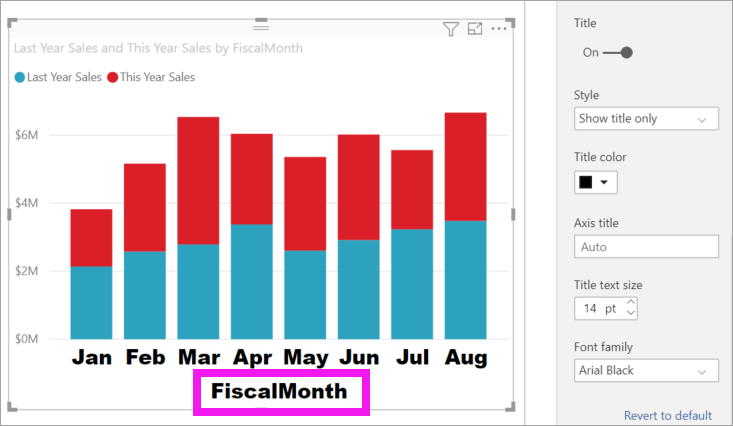 Last Year Sales and This Year Sales by FiscalMonth
Last Year Sales This Year Sales
$6M
$4M
$2M
$0M
Jan Feb Mar Apr May Jun Jul Aug
FiscalMonth
Title
On
Style
Show title only
Title color
Axis title
Auto
Title text size
14 pt
Font family
Arial Black
Revert to default